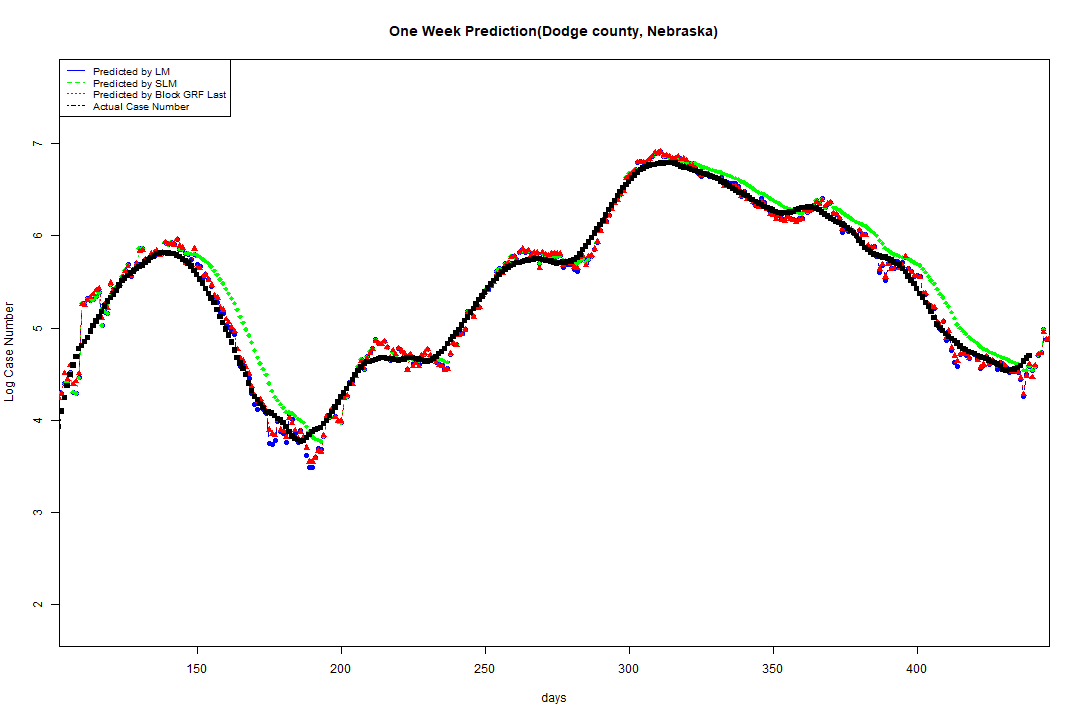 One Week Prediction(Dodge county, Nebraska)
Predicted by LM
Predicted by SLM
Predicted by Block GRF Last
Actual Case Number
7
6
5
4
3
2
Log Case Number
150 200 250 300 350 400
days